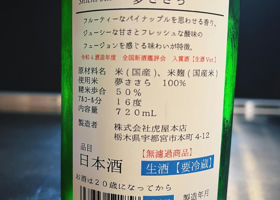 夢ささら
フルーティーなパイナップルを思わせる香り、
ジューシーな甘さとフレッシュな酸味の
フュージョンを感じる味わいが特徴。
令和4酒造年度 全国新酒鑑評会 入賞酒【生酒 Ver.】
原材料名 米(国産)、米麹(国産米)
使用米 夢ささら 100%
精米歩合 50%
アルコール分 16度
内容量 720mL
製造者 株式会社虎屋本店
栃木県宇都宮市本町4-12
品目 【無濾過商品】
日本酒 生酒【要冷蔵】
お酒は20歳になってから
製造年月